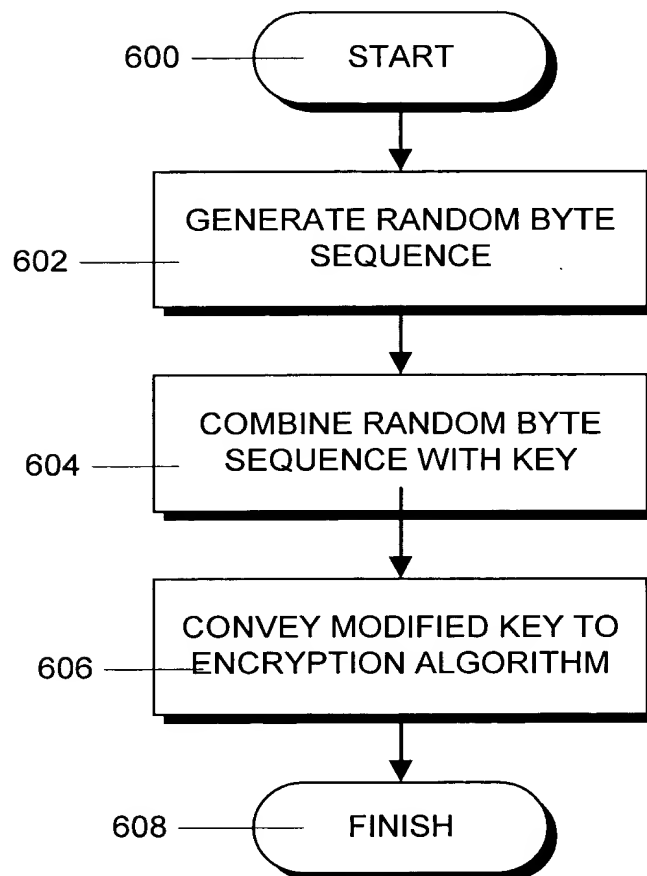 600
START
GENERATE RANDOM BYTE
SEQUENCE
602
COMBINE RANDOM BYTE
SEQUENCE WITH KEY
604
CONVEY MODIFIED KEY TO
ENCRYPTION ALGORITHM
606
608
FINISH